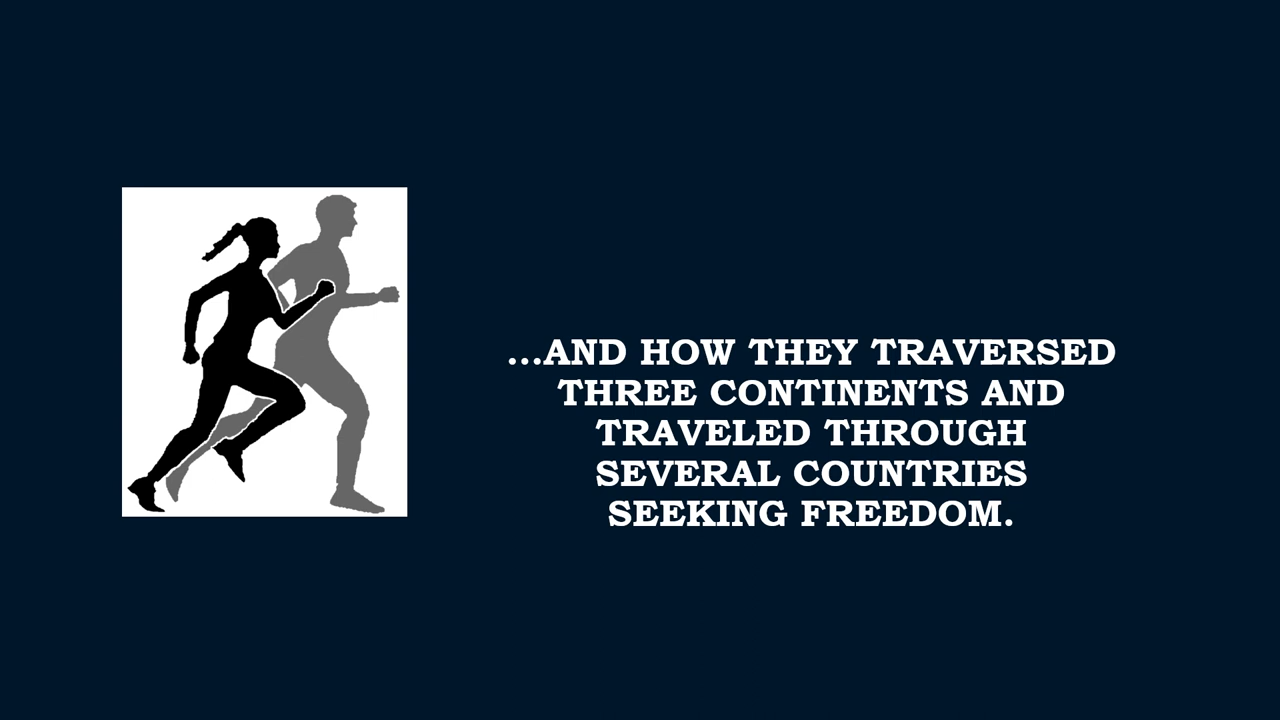 ...AND HOW THEY TRAVERSED
THREE CONTINENTS AND
TRAVELED THROUGH
SEVERAL COUNTRIES
SEEKING FREEDOM.